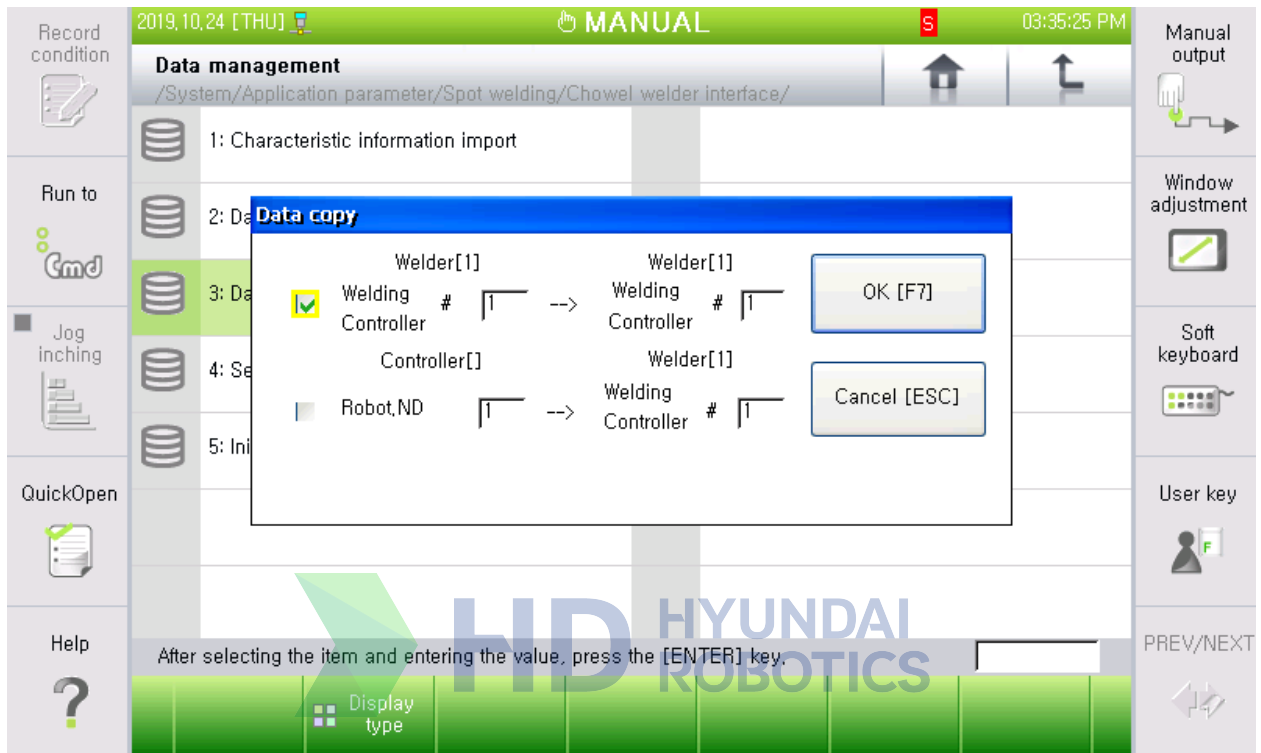 Record
condition
Run to
Cmd
Jog
inching
QuickOpen
Help
?
2019,10,24 [THU]
MANUAL
S
03:35:25 PM
Data management
/System/Application parameter/Spot welding/Chowel welder interface/
1: Characteristic information import
2: Da
3: Da
4: Se
5: Ini
Data copy
Welder[1] Welder[1]
Welding Controller # 1 --> Welding Controller # 1
OK [F7]
Controller[] Welder[1]
Robot,ND 1 --> Welding Controller # 1
Cancel [ESC]
HD HYUNDAI
ROBOTICS
After selecting the item and entering the value, press the [ENTER] key,
Display
type
Manual
output
Window
adjustment
Soft
keyboard
User key
F
PREV/NEXT